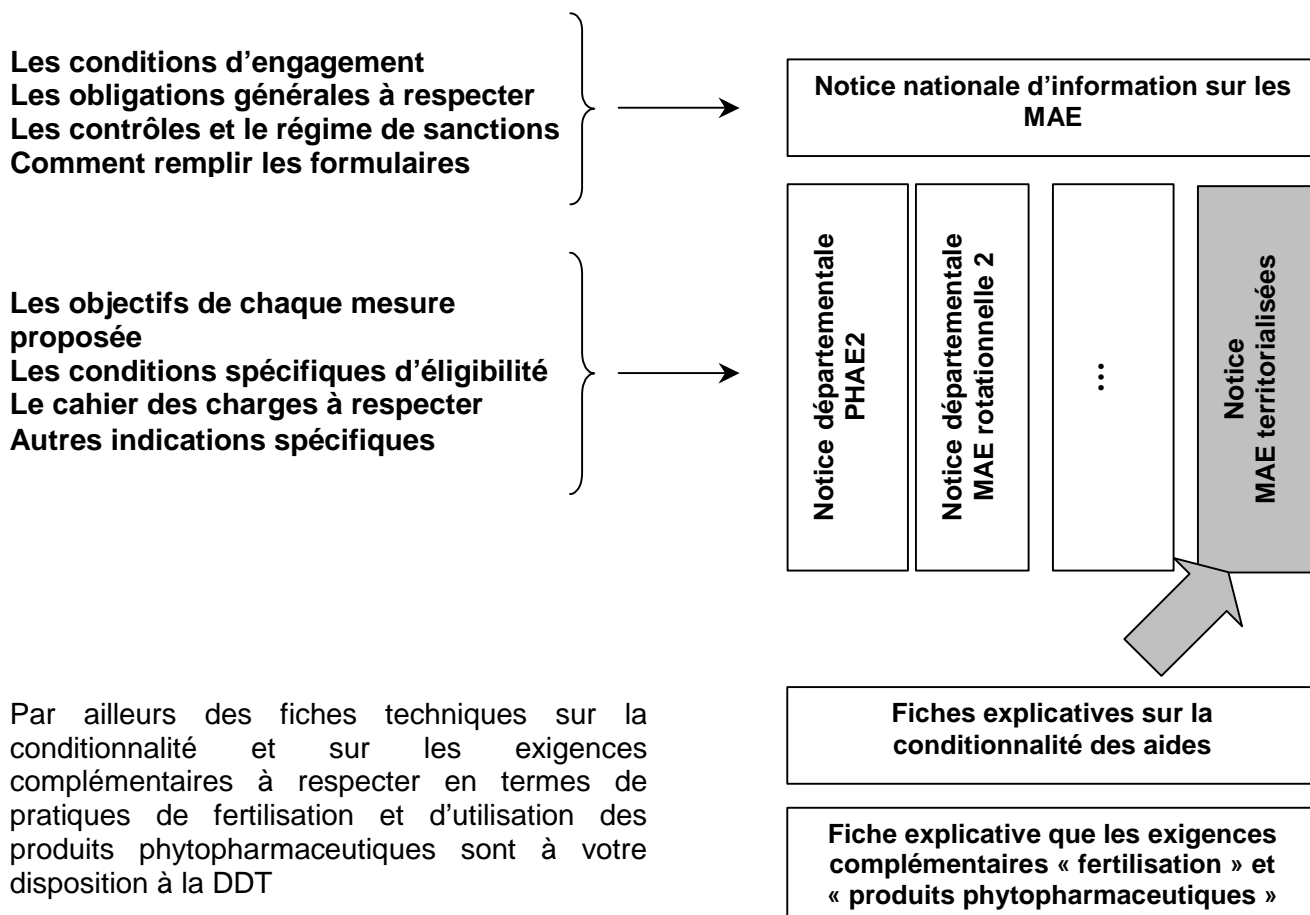 Les conditions d’engagement
Les obligations générales à respecter
Les contrôles et le régime de sanctions
Comment remplir les formulaires
Notice nationale d’information sur les
MAE
Les objectifs de chaque mesure
proposée
Les conditions spécifiques d’éligibilité
Le cahier des charges à respecter
Autres indications spécifiques
Notice départementale
PHAE2
Notice départementale
MAE rotationnelle 2
…
Notice
MAE territorialisées
Par ailleurs des fiches techniques sur la
conditionnalité et sur les exigences
complémentaires à respecter en termes de
pratiques de fertilisation et d’utilisation des
produits phytopharmaceutiques sont à votre
disposition à la DDT
Fiches explicatives sur la
conditionnalité des aides
Fiche explicative que les exigences
complémentaires « fertilisation » et
« produits phytopharmaceutiques »